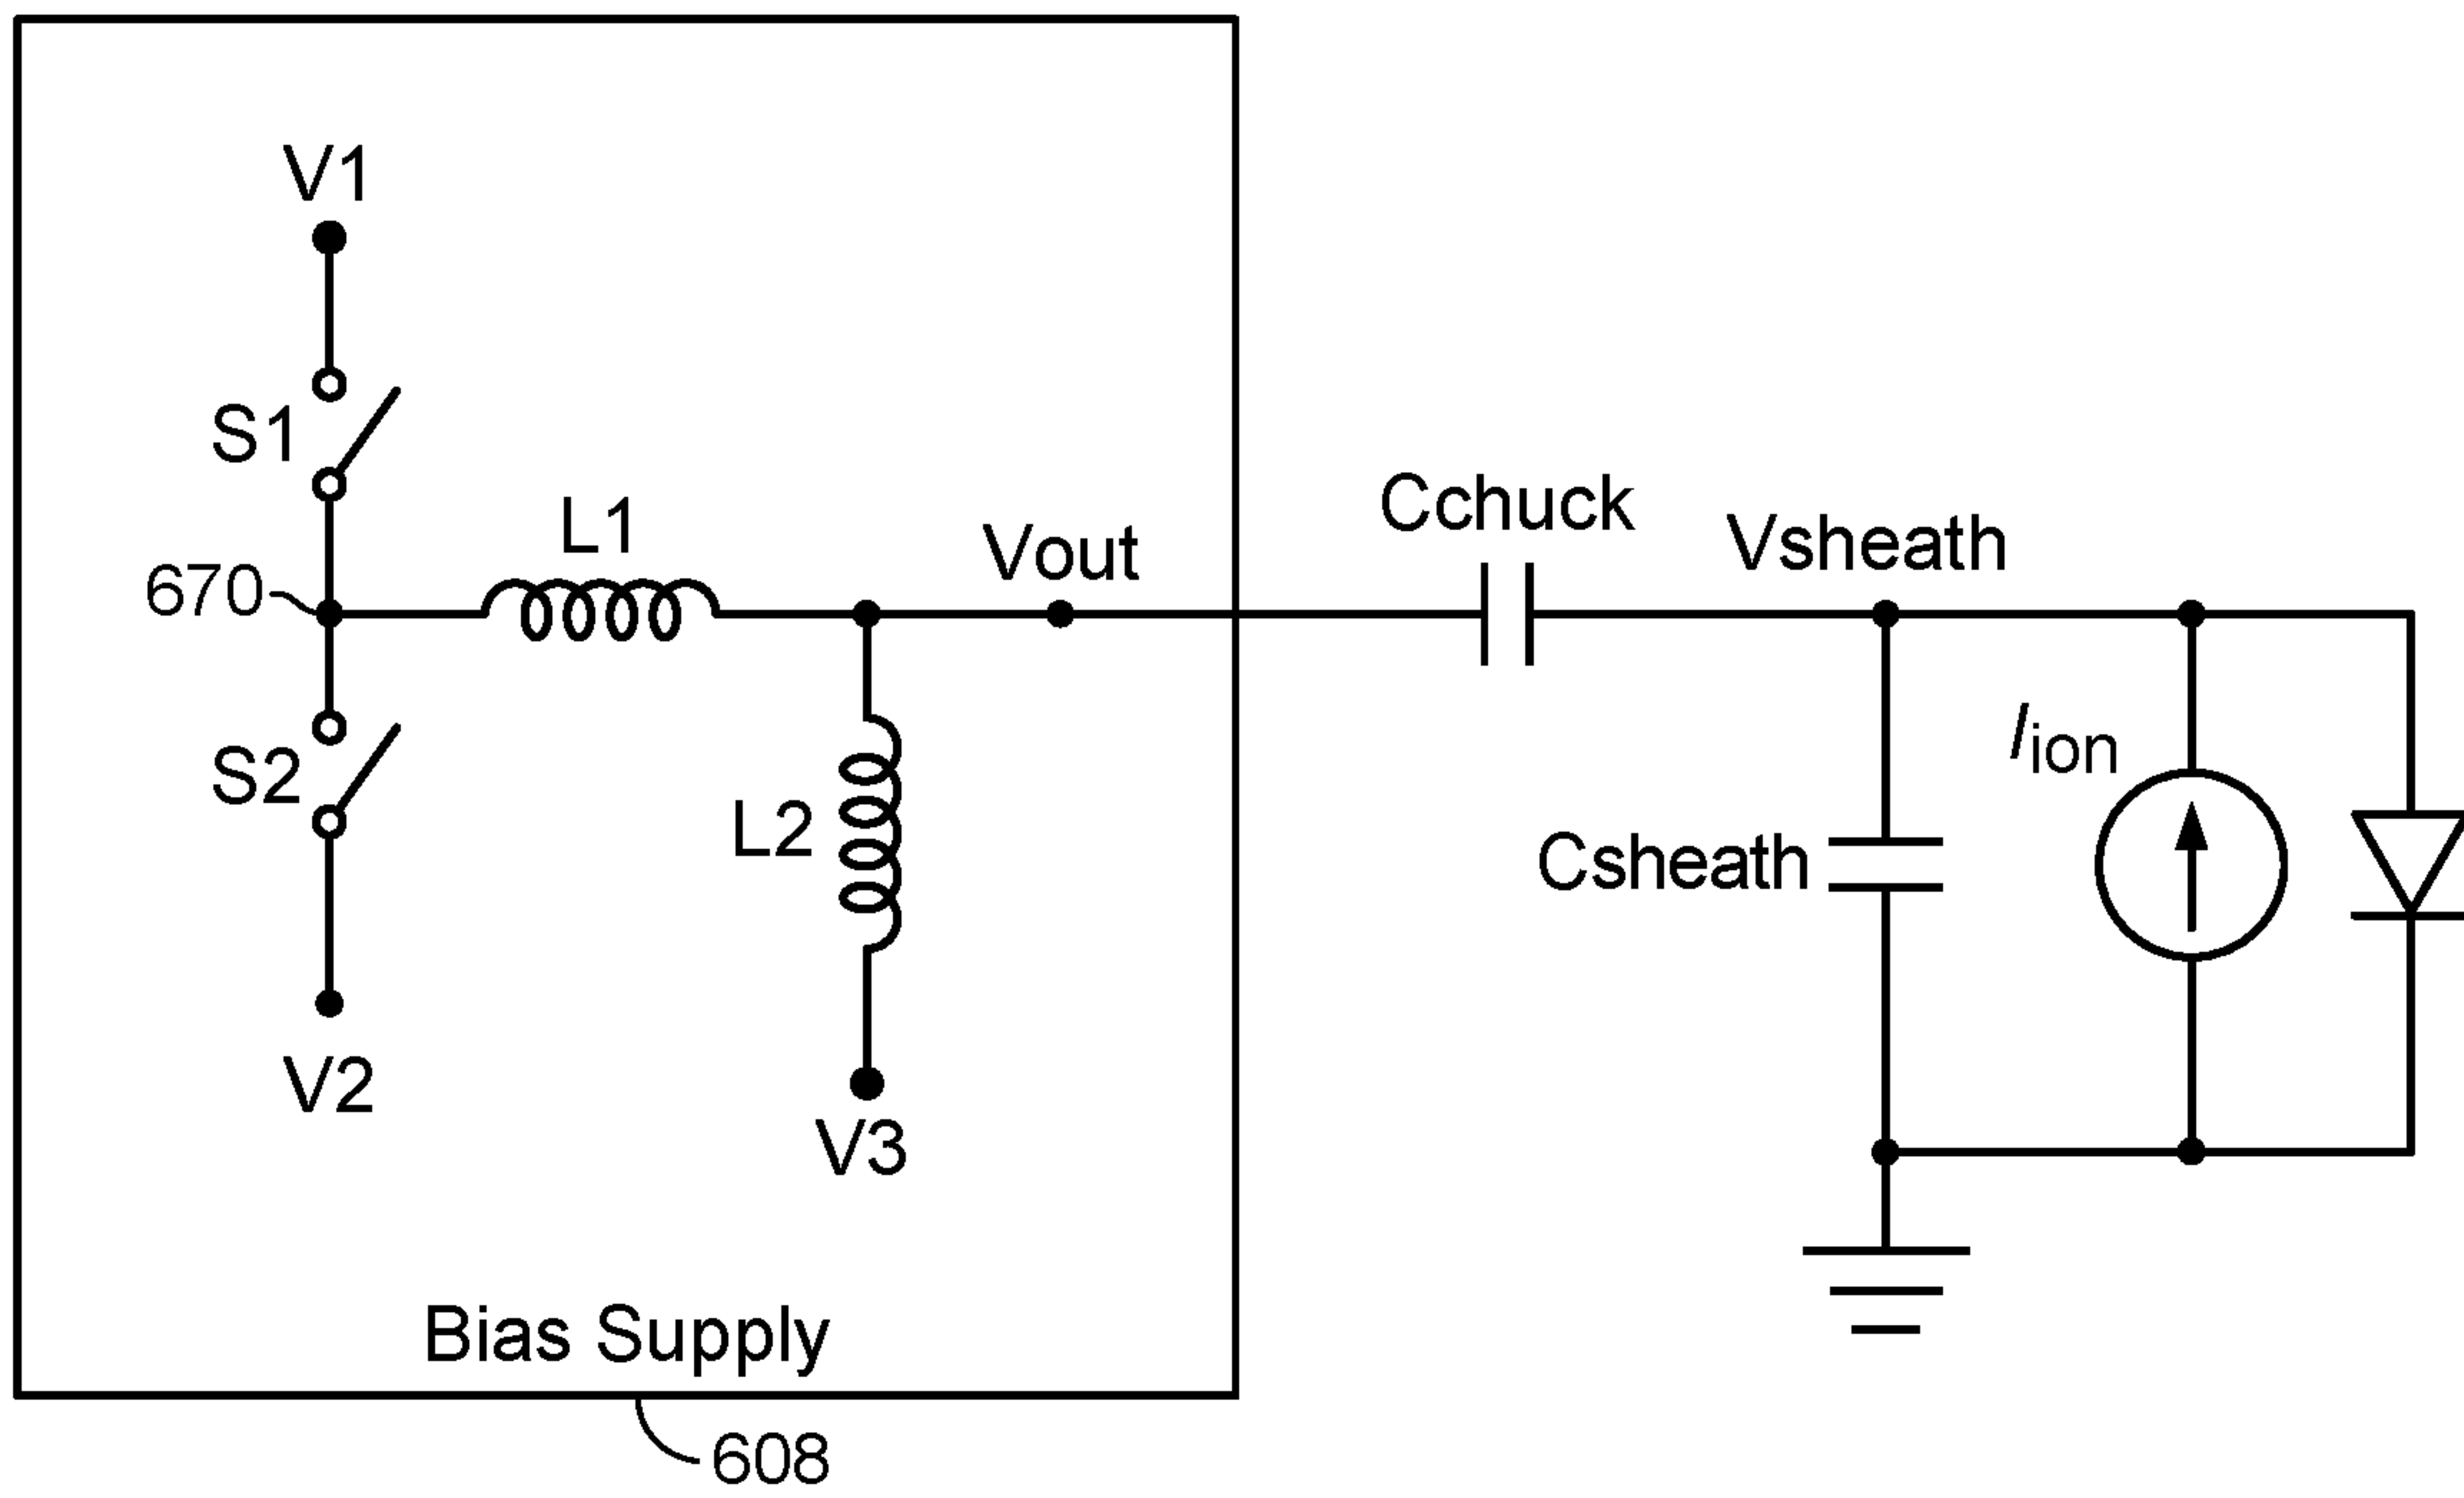 V1
S1
L1
670
Vout
Cchuck
Vsheath
S2
L2
Iion
Csheath
V2
V3
Bias Supply
608